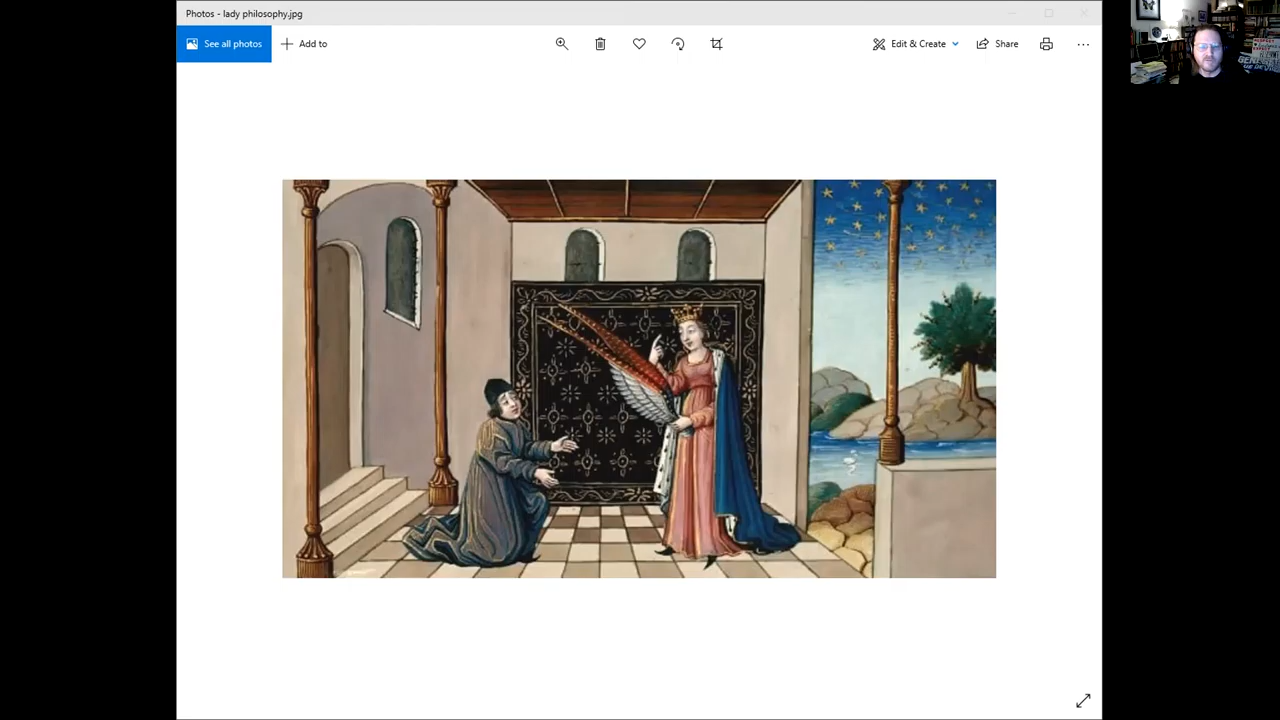 Photos - lady philosophy.jpg
See all photos
Add to
Edit & Create
Share